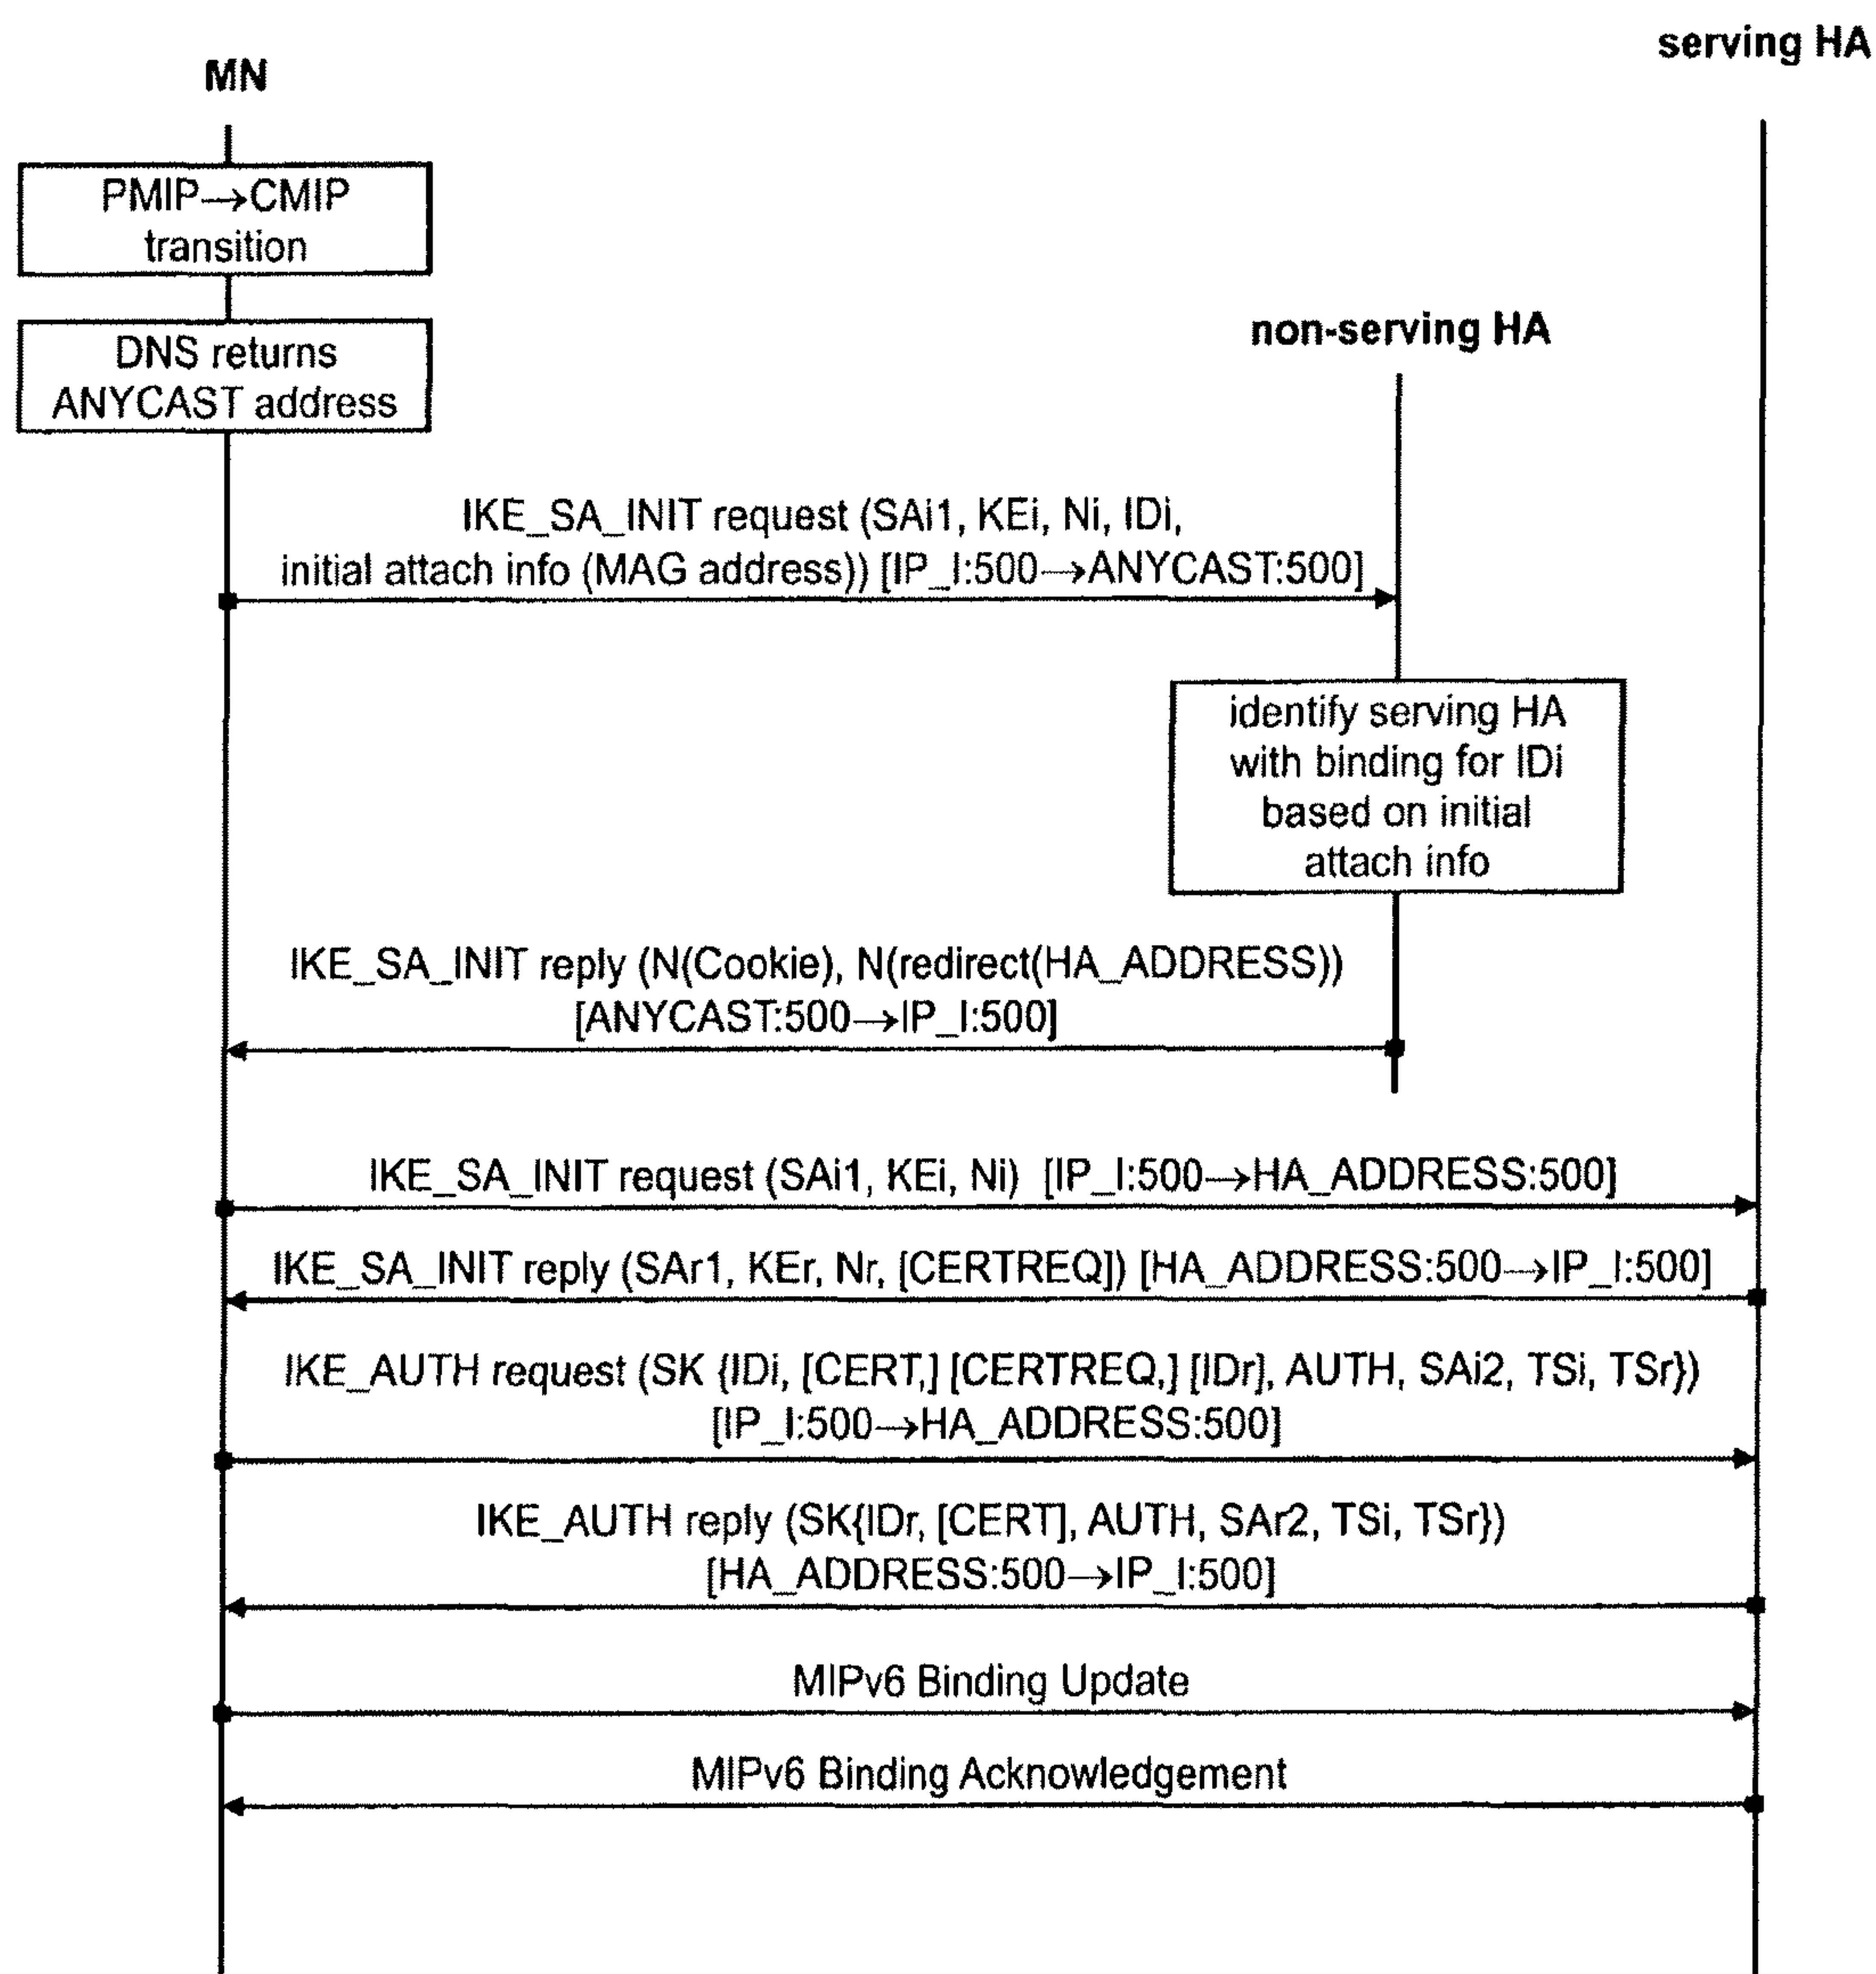 serving HA
MN
PMIP→CMIP
transition
DNS returns
ANYCAST address
non-serving HA
IKE_SA_INIT request (SAi1, KEi, Ni, IDi,
initial attach info (MAG address)) [IP_I:500→ANYCAST:500]
identify serving HA
with binding for IDi
based on initial
attach info
IKE_SA_INIT reply (N(Cookie), N(redirect(HA_ADDRESS))
[ANYCAST:500→IP_I:500]
IKE_SA_INIT request (SAi1, KEi, Ni) [IP_I:500→HA_ADDRESS:500]
IKE_SA_INIT reply (SAr1, KEr, Nr, [CERTREQ]) [HA_ADDRESS:500→IP_I:500]
IKE_AUTH request (SK {IDi, [CERT,] [CERTREQ,] [IDr], AUTH, SAi2, TSi, TSr})
[IP_I:500→HA_ADDRESS:500]
IKE_AUTH reply (SK{IDr, [CERT], AUTH, SAr2, TSi, TSr})
[HA_ADDRESS:500→IP_I:500]
MIPv6 Binding Update
MIPv6 Binding Acknowledgement